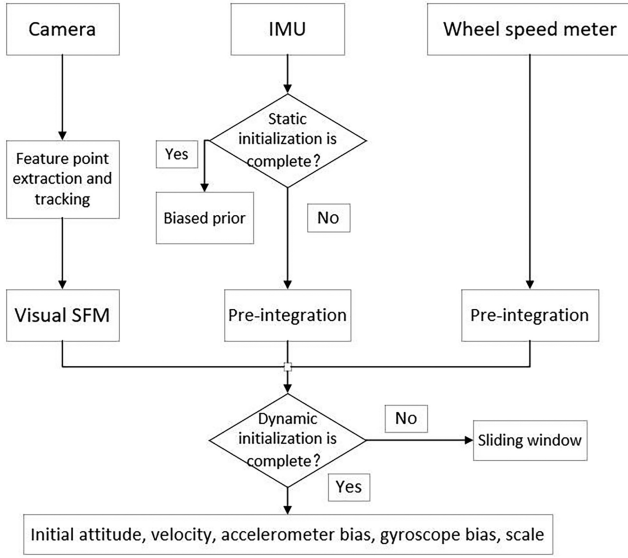 Camera
IMU
Wheel speed meter
Static
initialization is
complete?
Yes
Feature point
extraction and
tracking
Biased prior
No
Visual SFM
Pre-integration
Pre-integration
Dynamic
initialization is
complete?
No
Sliding window
Yes
Initial attitude, velocity, accelerometer bias, gyroscope bias, scale